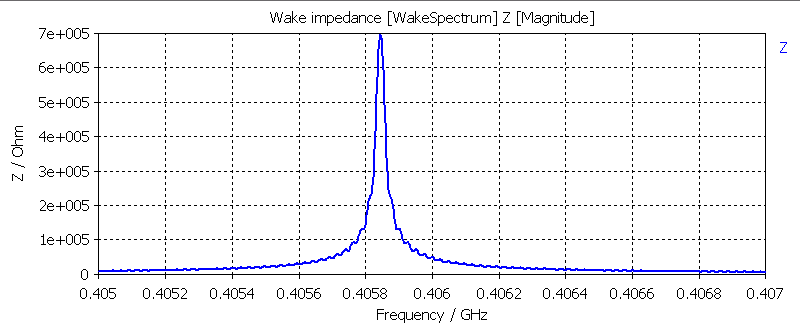 Wake impedance [WakeSpectrum] Z [Magnitude]
Z
7e+005
6e+005
5e+005
4e+005
3e+005
2e+005
1e+005
0
Z / Ohm
0.405 0.4052 0.4054 0.4056 0.4058 0.406 0.4062 0.4064 0.4066 0.4068 0.407
Frequency / GHz